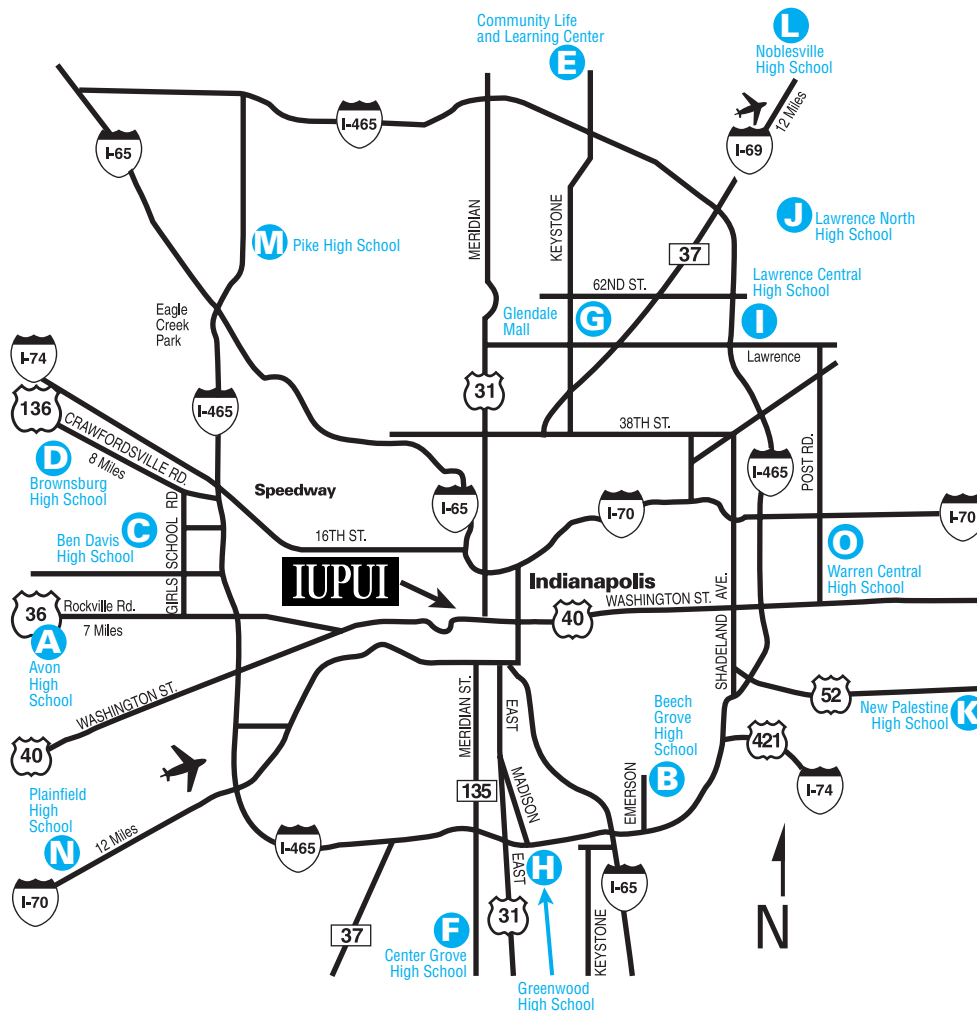 Community Life
and Learning Center
E
L
Noblesville
High School
12 Miles
I-465
I-65
I-69
MERIDIAN
KEYSTONE
J
Lawrence North
High School
M
Pike High School
37
62ND ST.
Lawrence Central
High School
Eagle
Creek
Park
Glendale
Mall
G
I
Lawrence
I-74
136
I-465
31
CRAWFORDSVILLE RD.
8 Miles
38TH ST.
D
Brownsburg
High School
Speedway
I-65
I-465
POST RD.
I-70
I-70
Ben Davis
High School
C
GIRLS SCHOOL RD
16TH ST.
O
Warren Central
High School
IUPUI
Indianapolis
WASHINGTON ST.
SHADELAND AVE.
36
Rockville Rd.
7 Miles
40
A
Avon
High
School
WASHINGTON ST.
40
MERIDIAN ST.
EAST
Beech
Grove
High
School
B
52
New Palestine
High School
K
421
I-74
Plainfield
High
School
N
12 Miles
I-70
135
MADISON
EMERSON
I-465
EAST
H
I-65
37
F
Center Grove
High School
31
KEYSTONE
N
Greenwood
High School